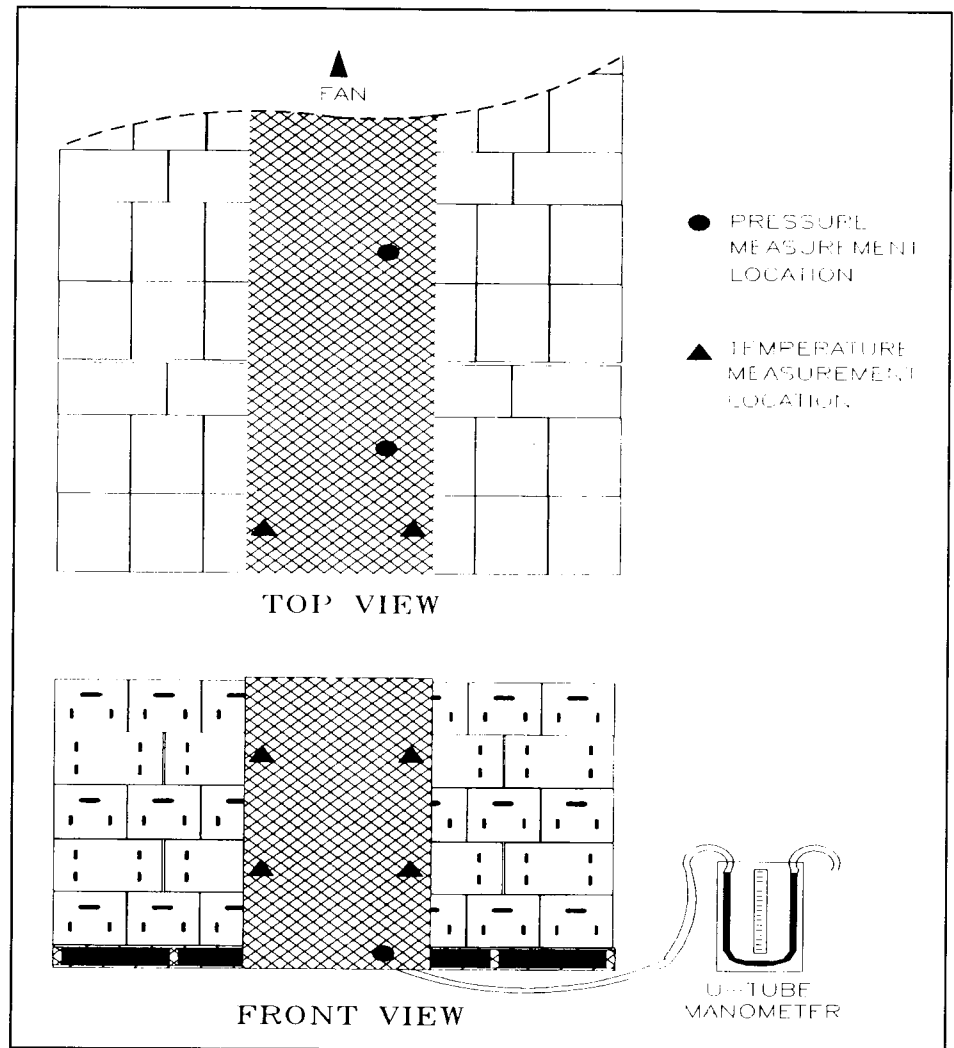 FAN
PRESSURE
MEASUREMENT
LOCATION
TEMPERATURE
MEASUREMENT
LOCATION
TOP VIEW
U-TUBE
MANOMETER
FRONT VIEW